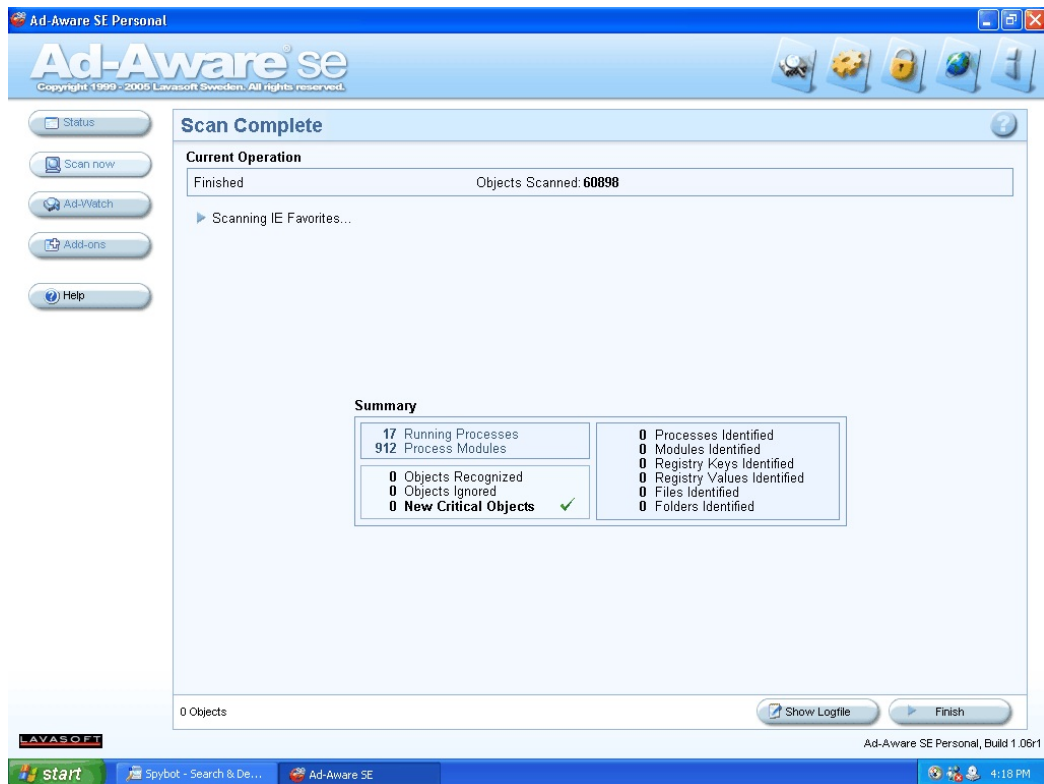 Ad-Aware SE Personal
Ad-Aware se
Copyright 1999 - 2005 Lavasoft Sweden. All rights reserved.
Status
Scan now
Ad-Watch
Add-ons
Help
Scan Complete
Current Operation
Finished Objects Scanned: 60898
Scanning IE Favorites...
Summary
17 Running Processes
912 Process Modules
0 Objects Recognized
0 Objects Ignored
0 New Critical Objects
0 Processes Identified
0 Modules Identified
0 Registry Keys Identified
0 Registry Values Identified
0 Files Identified
0 Folders Identified
0 Objects
Show Logfile
Finish
LAVASOFT
Ad-Aware SE Personal, Build 1.06r1
start
Spybot - Search & De...
Ad-Aware SE
4:18 PM